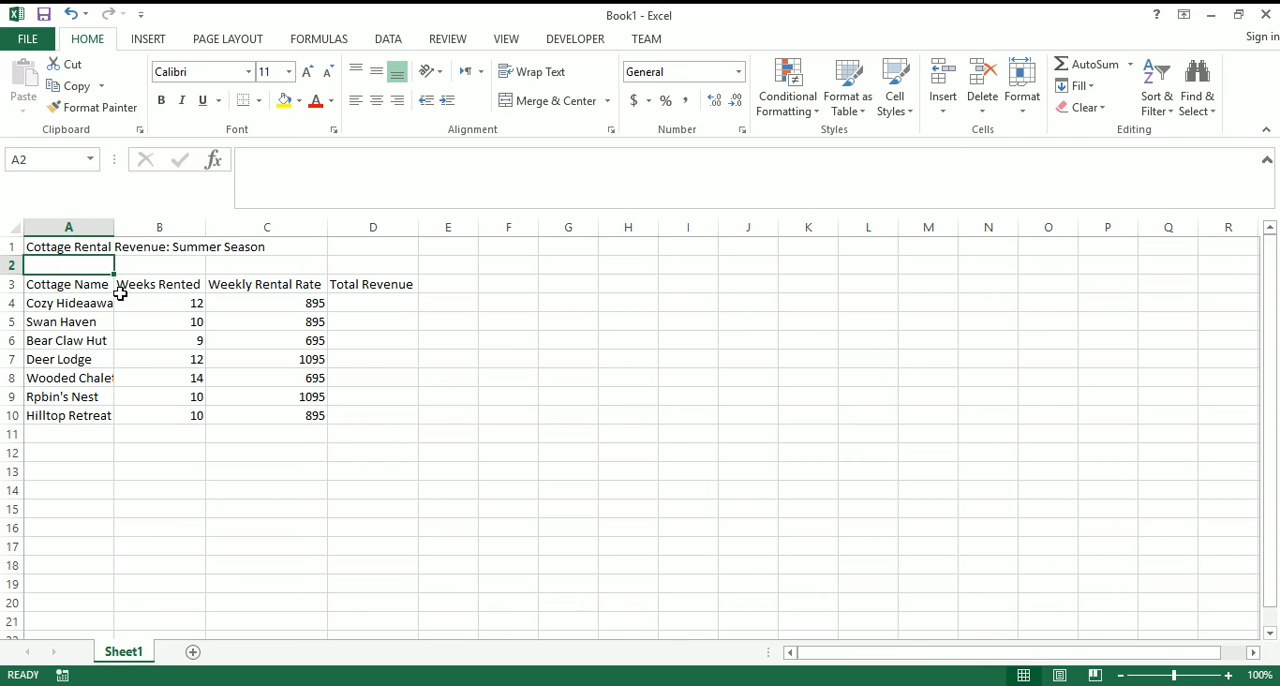 Book1 - Excel
?
FILE HOME INSERT PAGE LAYOUT FORMULAS DATA REVIEW VIEW DEVELOPER TEAM Sign in
Paste Cut Copy Format Painter
Clipboard
Calibri 11
B I U A
Font
Wrap Text
Merge & Center
Alignment
General
$ % ,
Number
Conditional Formatting Format as Table Cell Styles
Styles
Insert Delete Format
Cells
AutoSum
Fill
Clear
Sort & Filter Find & Select
Editing
A2 fx
A B C D E F G H I J K L M N O P Q R
1 Cottage Rental Revenue: Summer Season
2
3 Cottage Name Weeks Rented Weekly Rental Rate Total Revenue
4 Cozy Hideaawa 12 895
5 Swan Haven 10 895
6 Bear Claw Hut 9 695
7 Deer Lodge 12 1095
8 Wooded Chalet 14 695
9 Rpbin's Nest 10 1095
10 Hilltop Retreat 10 895
11
12
13
14
15
16
17
18
19
20
21
Sheet1
READY 100%